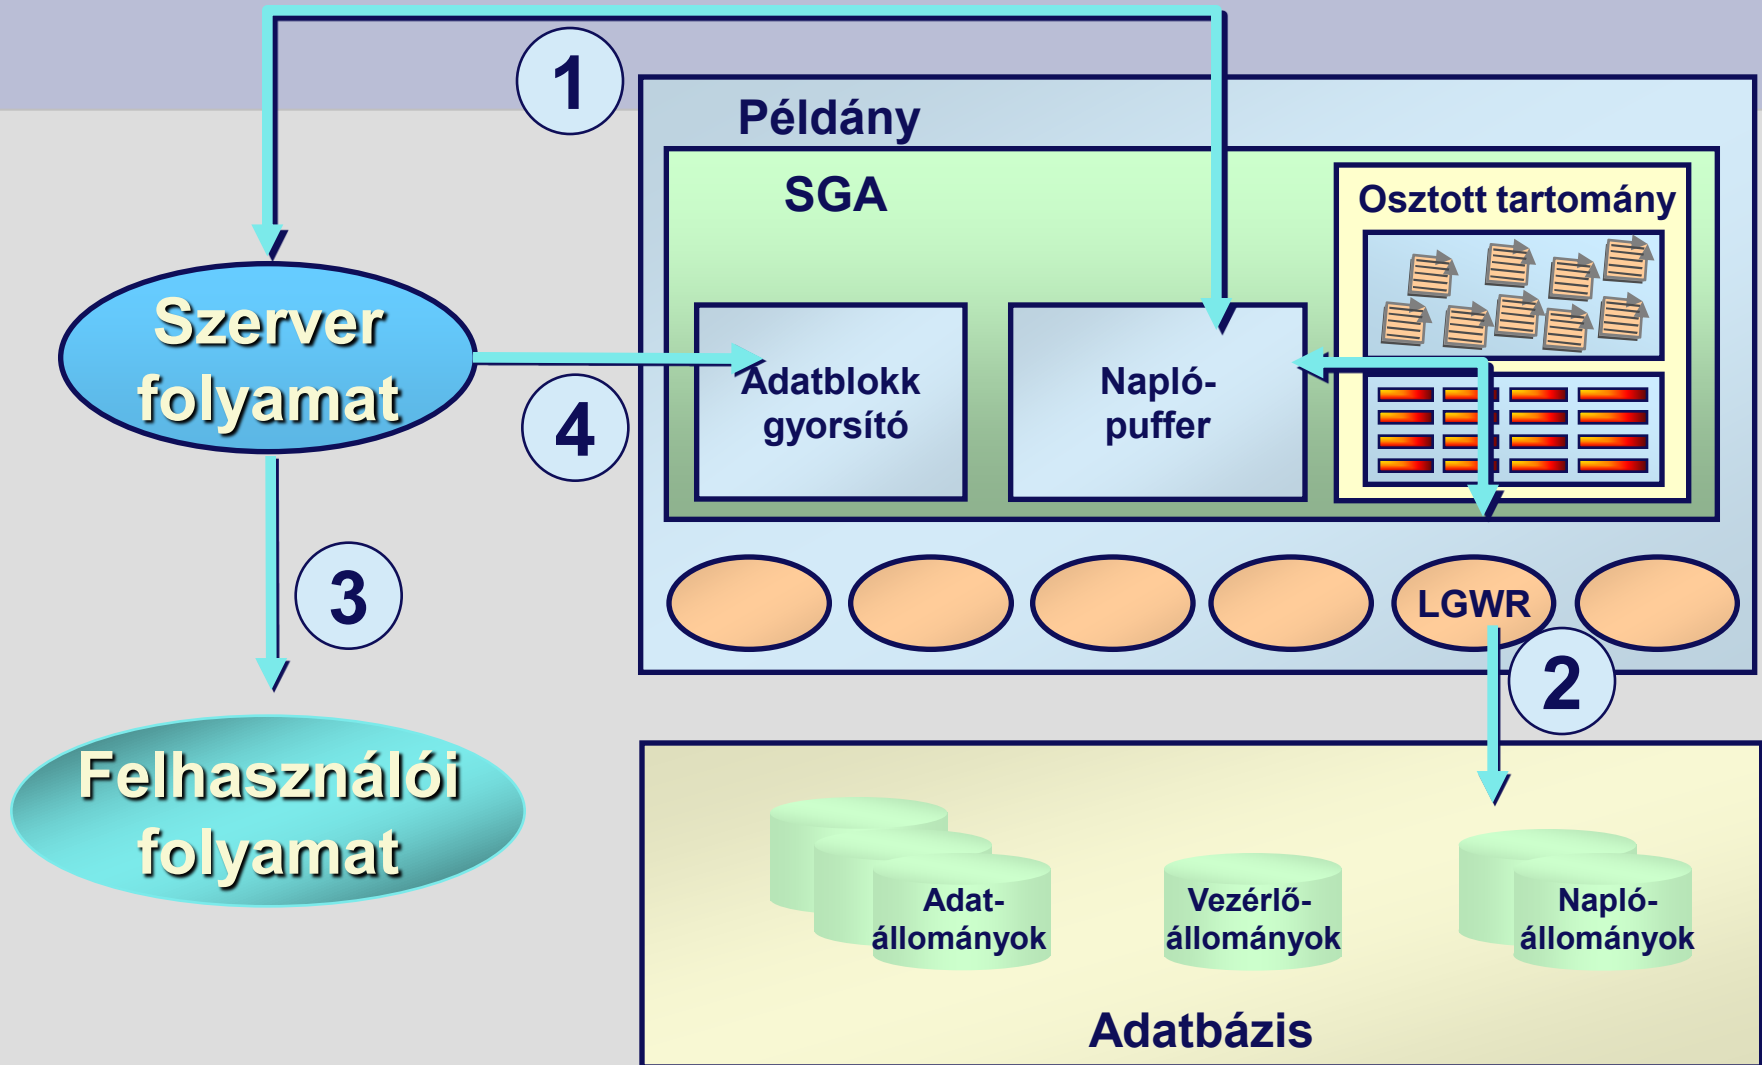 1
Példány
SGA
Osztott tartomány
Szerver
folyamat
Adatblokk
gyorsító
Napló-
puffer
4
3
LGWR
2
Felhasználói
folyamat
Adat-
állományok
Vezérlő-
állományok
Napló-
állományok
Adatbázis